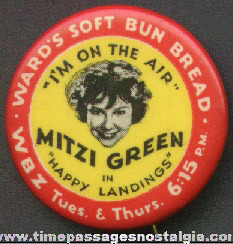 WARD'S SOFT BUN BREAD
"I'M ON THE AIR"
MITZI GREEN
IN
"HAPPY LANDINGS"
WBZ Tues. & Thurs. 6:15 P.M.
http://www.timepassagesnostalgia.com